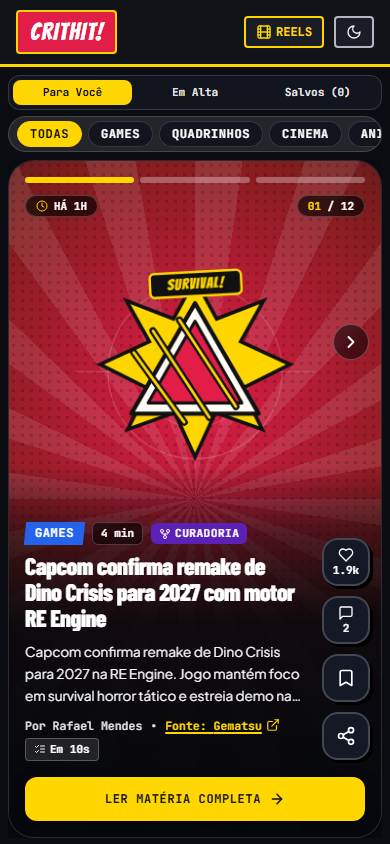 CRITHIT!
REELS
Para Você
Em Alta
Salvos (0)
TODAS
GAMES
QUADRINHOS
CINEMA
ANI
HÁ 1H
01 / 12
SURVIVAL!
GAMES
4 min
CURADORIA
Capcom confirma remake de
Dino Crisis para 2027 com motor
RE Engine
Capcom confirma remake de Dino Crisis
para 2027 na RE Engine. Jogo mantém foco
em survival horror tático e estreia demo na…
Por Rafael Mendes • Fonte: Gematsu
Em 10s
1.9k
2
LER MATÉRIA COMPLETA